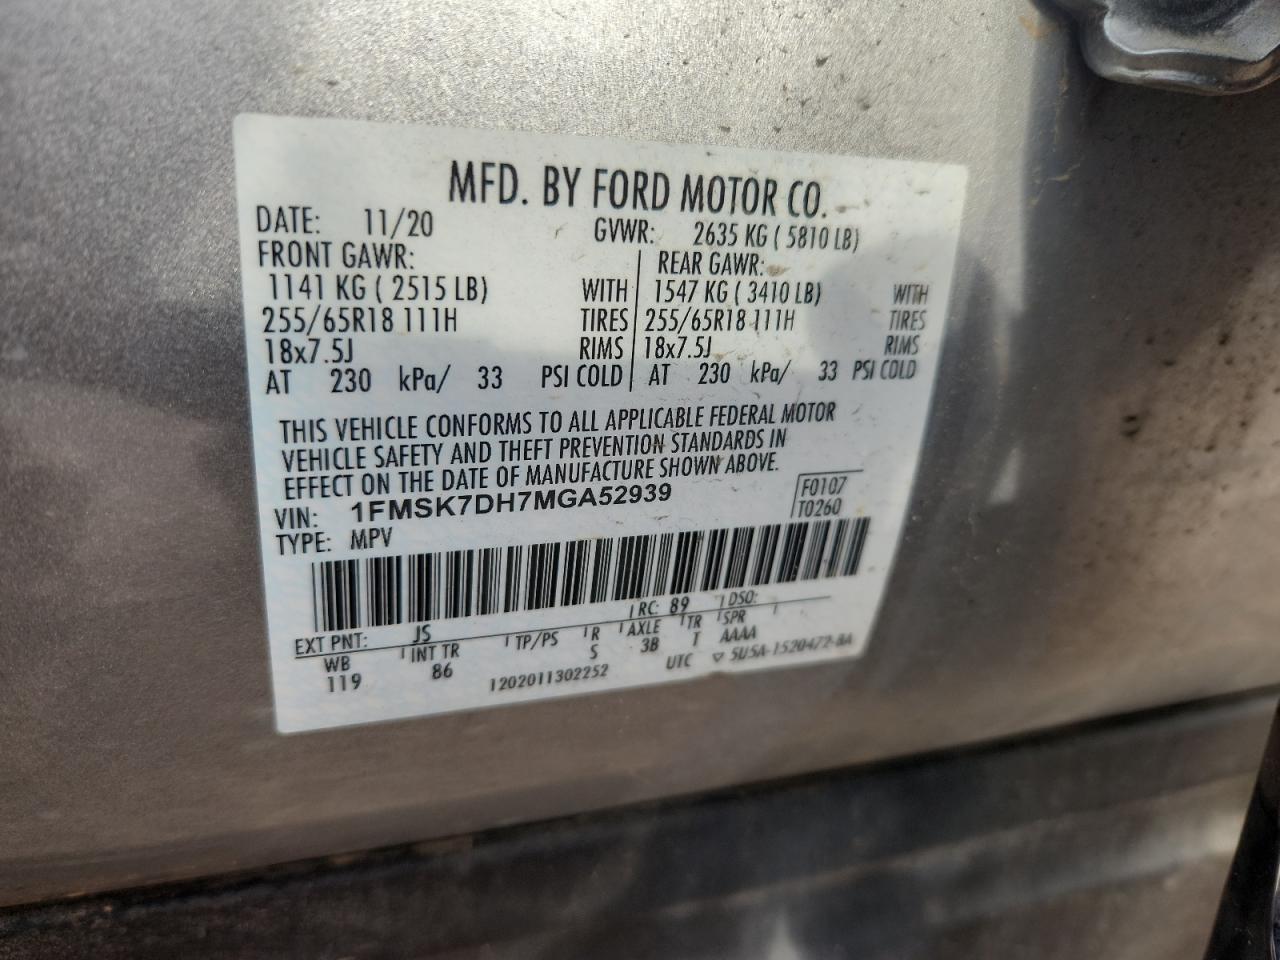 MFD. BY FORD MOTOR CO.
DATE: 11/20 GVWR: 2635 KG ( 5810 LB)
FRONT GAWR: REAR GAWR:
1141 KG ( 2515 LB) WITH 1547 KG ( 3410 LB) WITH
255/65R18 111H TIRES 255/65R18 111H TIRES
18x7.5J RIMS 18x7.5J RIMS
AT 230 kPa/ 33 PSI COLD AT 230 kPa/ 33 PSI COLD
THIS VEHICLE CONFORMS TO ALL APPLICABLE FEDERAL MOTOR
VEHICLE SAFETY AND THEFT PREVENTION STANDARDS IN
EFFECT ON THE DATE OF MANUFACTURE SHOWN ABOVE.
VIN: 1FMSK7DH7MGA52939 F0107
TYPE: MPV T0260
EXT PNT: JS RC: 89 DSO:
WB INT TR TP/PS R AXLE TR SPR
119 86 S 3B T AAAA
1202011302252 UTC ▽ 5U5A-1520472-BA